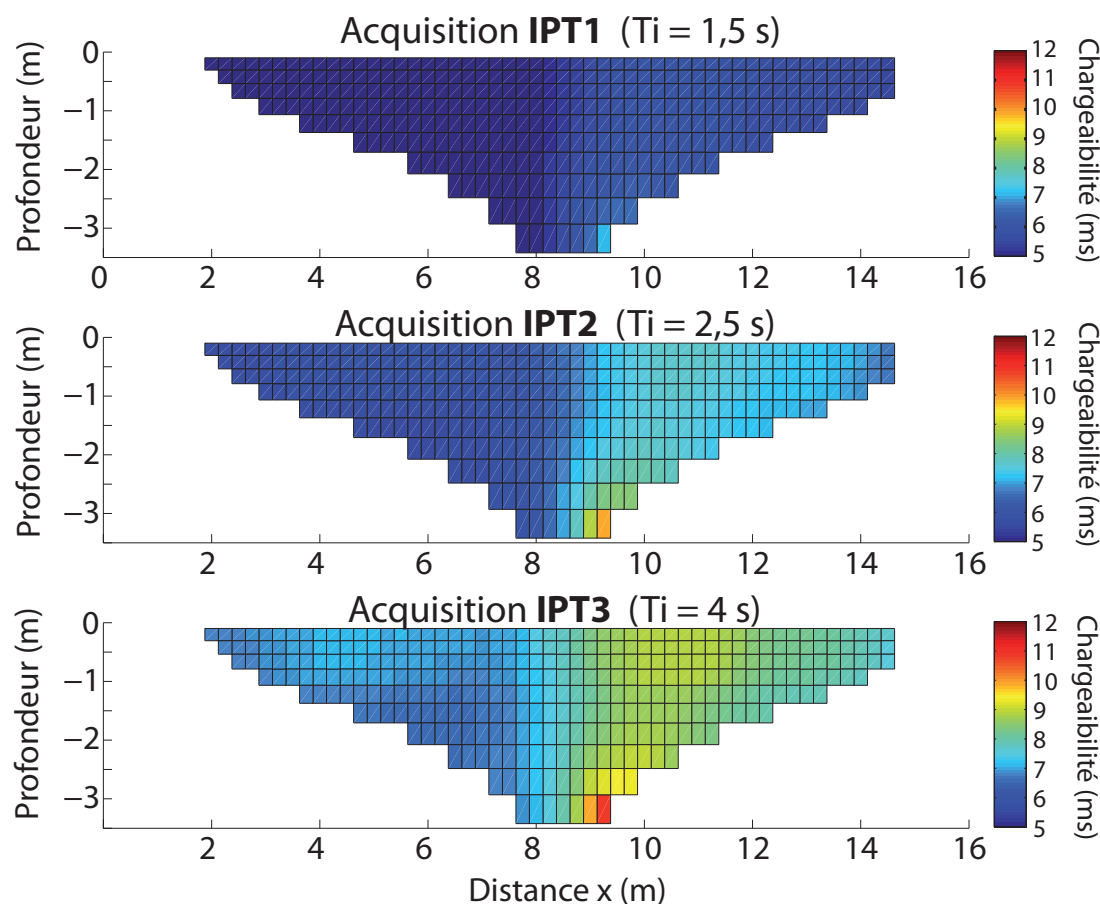 Acquisition IPT1 (Ti = 1,5 s)
Profondeur (m)
0
−1
−2
−3
0 2 4 6 8 10 12 14 16
12
11
10
9
8
7
6
5
Chargeaibilité (ms)
Acquisition IPT2 (Ti = 2,5 s)
Profondeur (m)
0
−1
−2
−3
2 4 6 8 10 12 14 16
12
11
10
9
8
7
6
5
Chargeaibilité (ms)
Acquisition IPT3 (Ti = 4 s)
Profondeur (m)
0
−1
−2
−3
2 4 6 8 10 12 14 16
12
11
10
9
8
7
6
5
Chargeaibilité (ms)
Distance x (m)